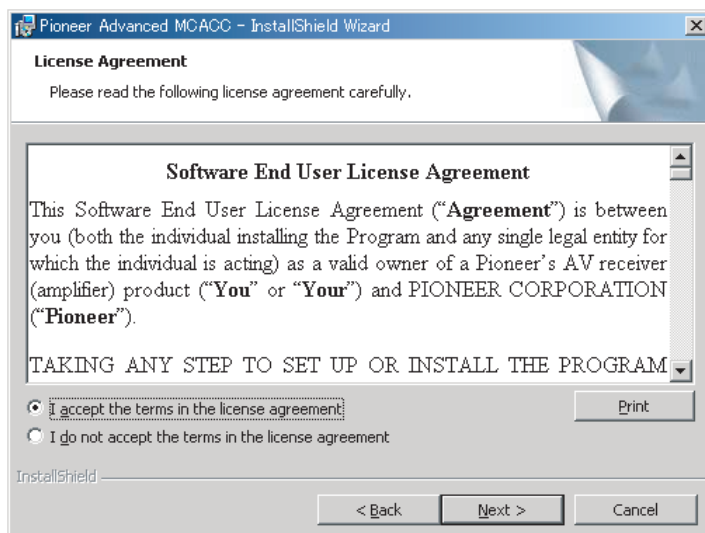 Pioneer Advanced MCACC - InstallShield Wizard
License Agreement
Please read the following license agreement carefully.
Software End User License Agreement
This Software End User License Agreement (“Agreement”) is between
you (both the individual installing the Program and any single legal entity for
which the individual is acting) as a valid owner of a Pioneer’s AV receiver
(amplifier) product (“You” or “Your”) and PIONEER CORPORATION
(“Pioneer”).
TAKING ANY STEP TO SET UP OR INSTALL THE PROGRAM
I accept the terms in the license agreement
Print
I do not accept the terms in the license agreement
InstallShield
< Back
Next >
Cancel